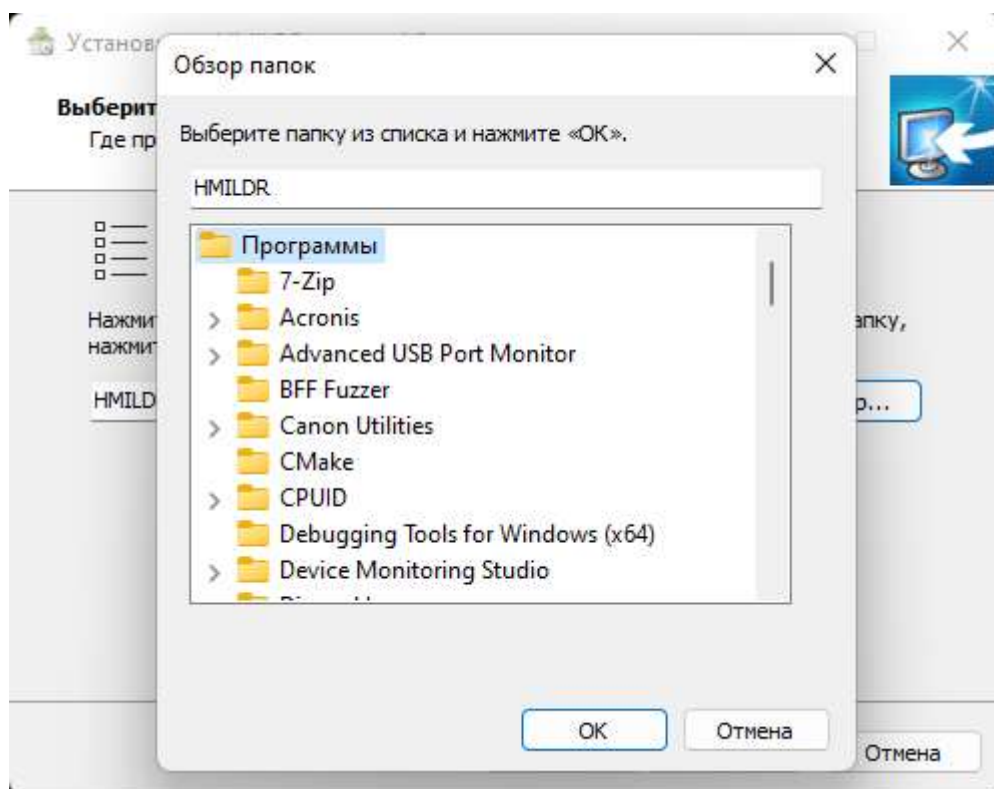 Обзор папок
Выберите папку из списка и нажмите «ОК».
HMILDR
Программы
7-Zip
Acronis
Advanced USB Port Monitor
BFF Fuzzer
Canon Utilities
CMake
CPUID
Debugging Tools for Windows (x64)
Device Monitoring Studio
ОК
Отмена
Установ
Выберит
Где пр
Нажми
нажми
апку,
HMILD
р...
Отмена